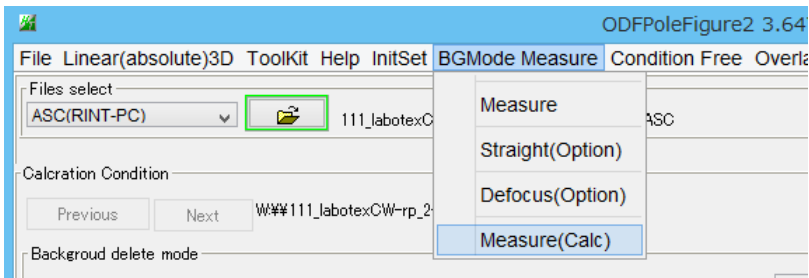 ODFPoleFigure2 3.64
File Linear(absolute)3D ToolKit Help InitSet BGMode Measure Condition Free Overla
Files select
ASC(RINT-PC)
111_labotexC
ASC
Measure
Straight(Option)
Defocus(Option)
Measure(Calc)
Calcration Condition
Previous
Next
W:¥¥111_labotexCW-rp_2
Backgroud delete mode